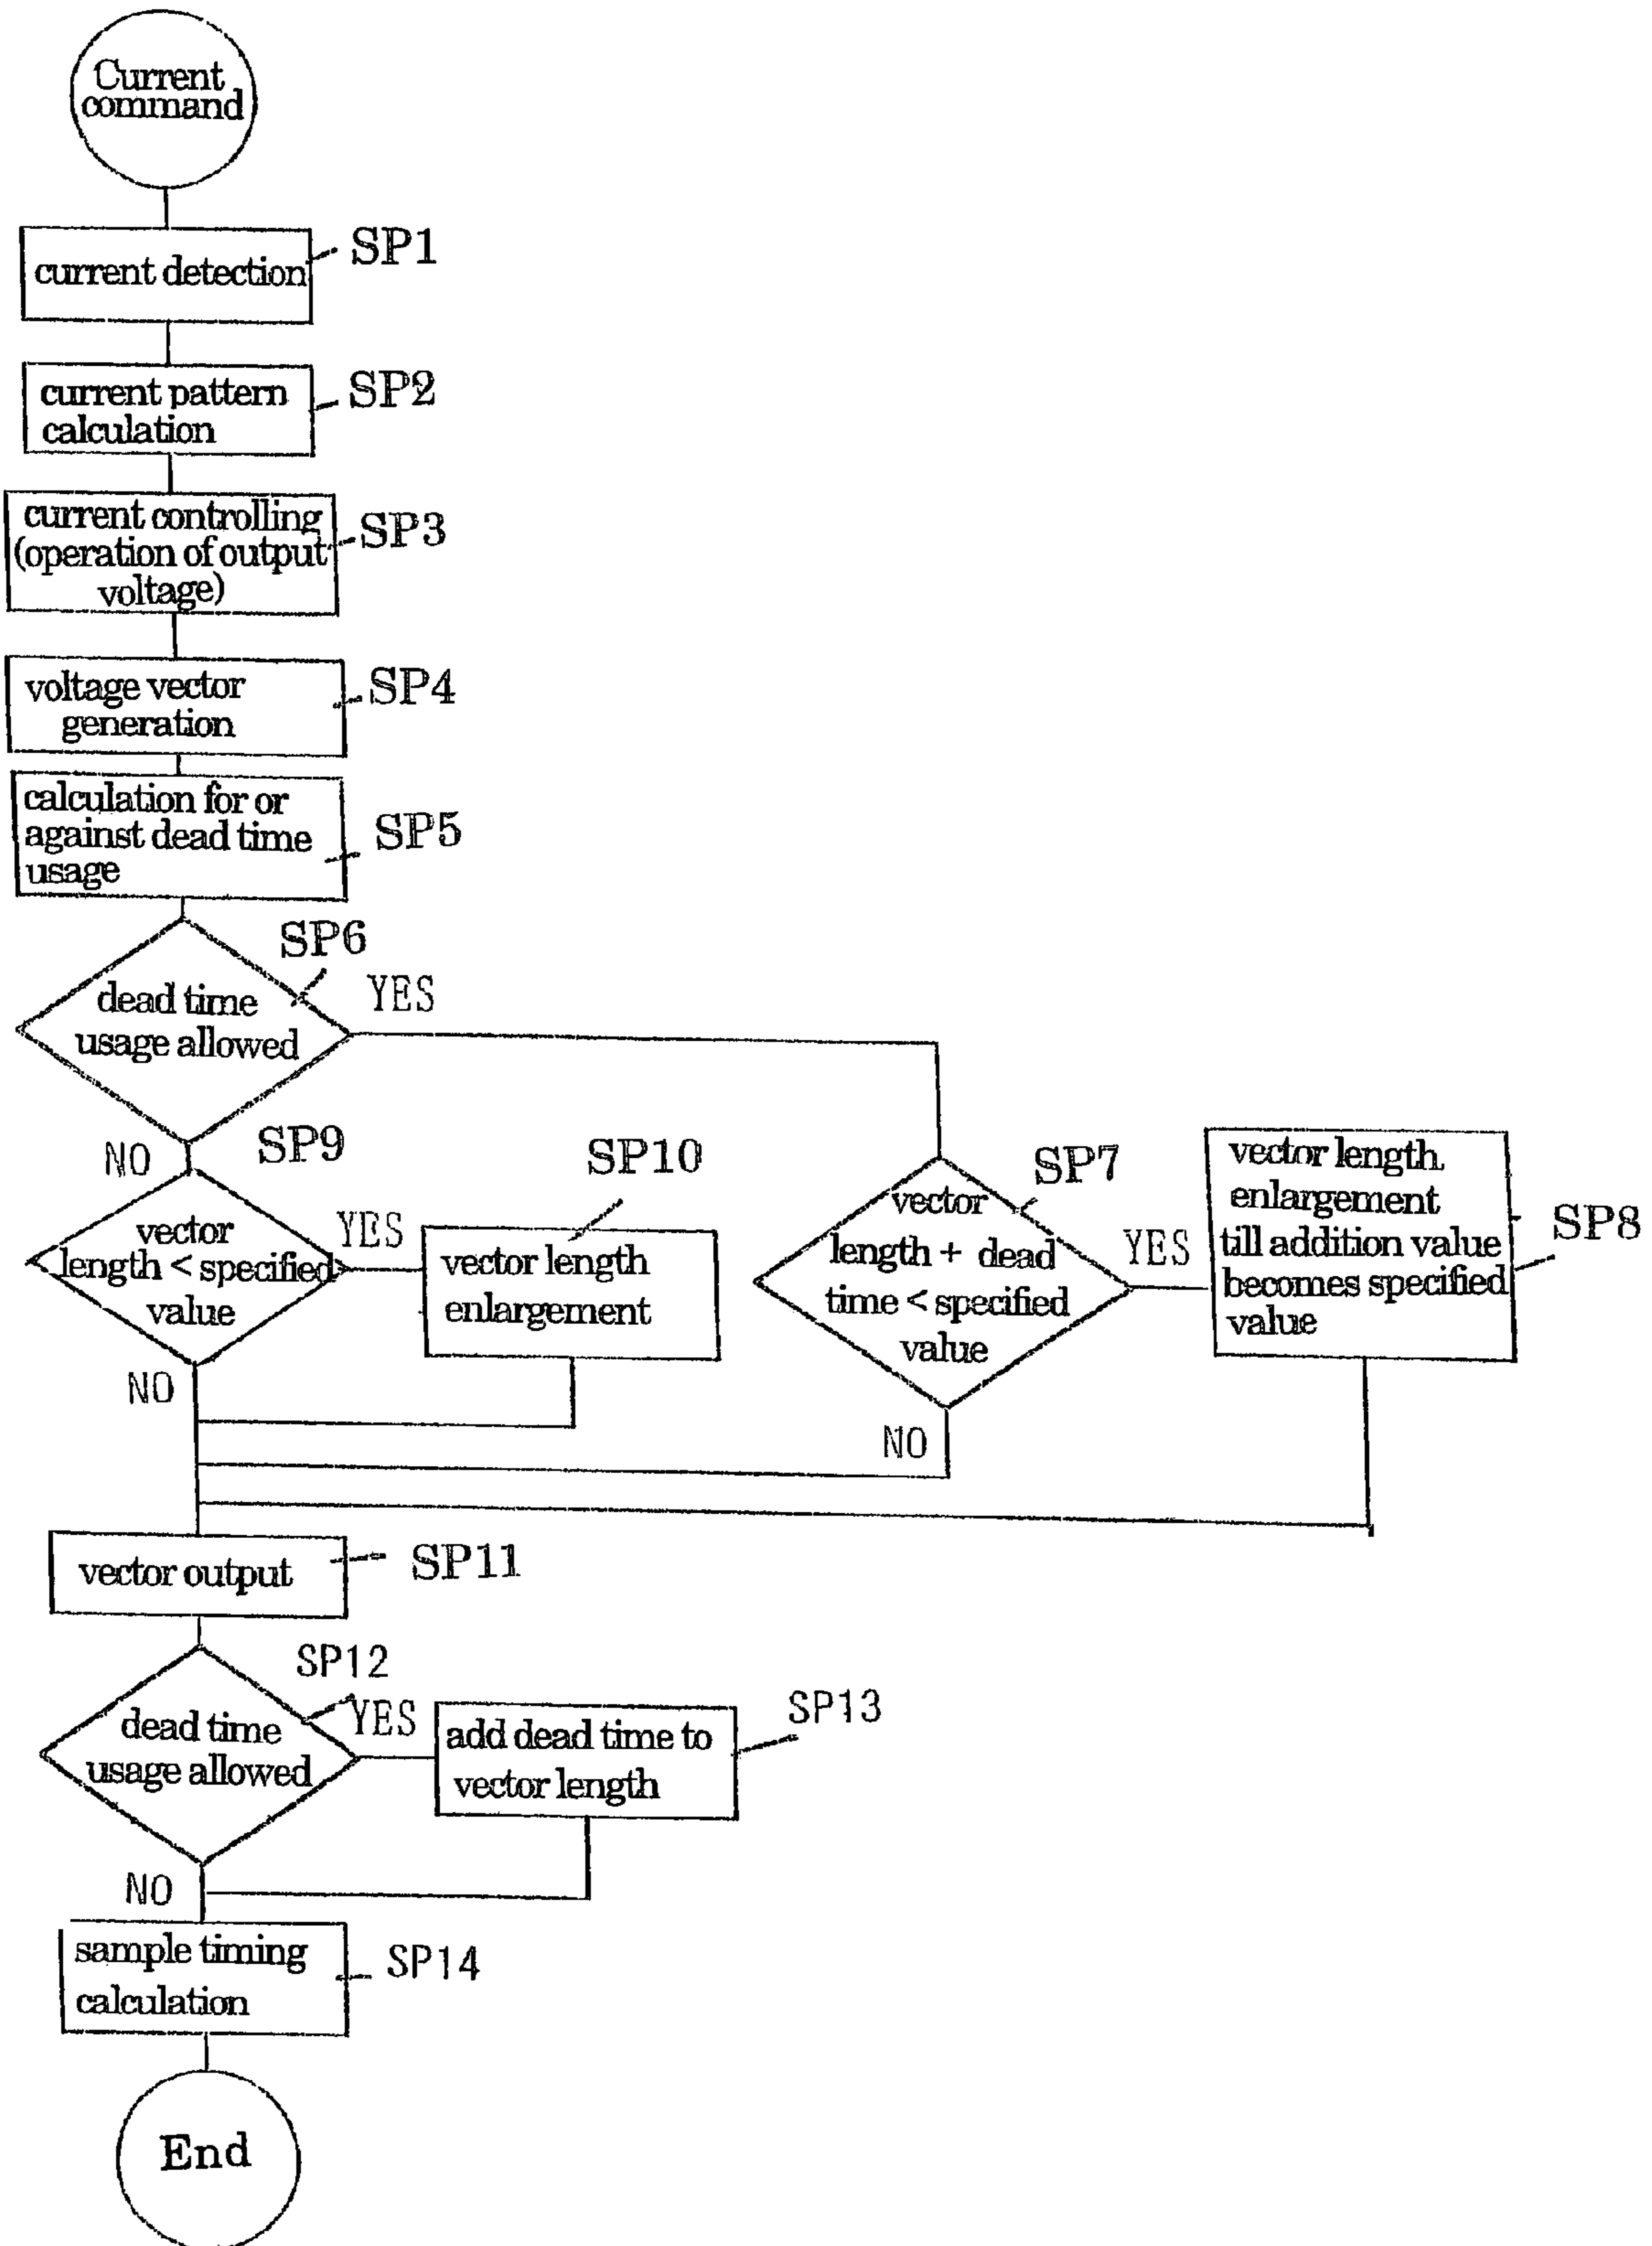 Current
command
current detection
SP1
current pattern
calculation
SP2
current controlling
(operation of output
voltage)
SP3
voltage vector
generation
SP4
calculation for or
against dead time
usage
SP5
SP6
dead time
usage allowed
YES
NO
SP9
vector
length < specified
value
YES
NO
SP10
vector length
enlargement
SP7
vector
length + dead
time < specified
value
YES
NO
vector length
enlargement
till addition value
becomes specified
value
SP8
vector output
SP11
SP12
dead time
usage allowed
YES
NO
add dead time to
vector length
SP13
sample timing
calculation
SP14
End